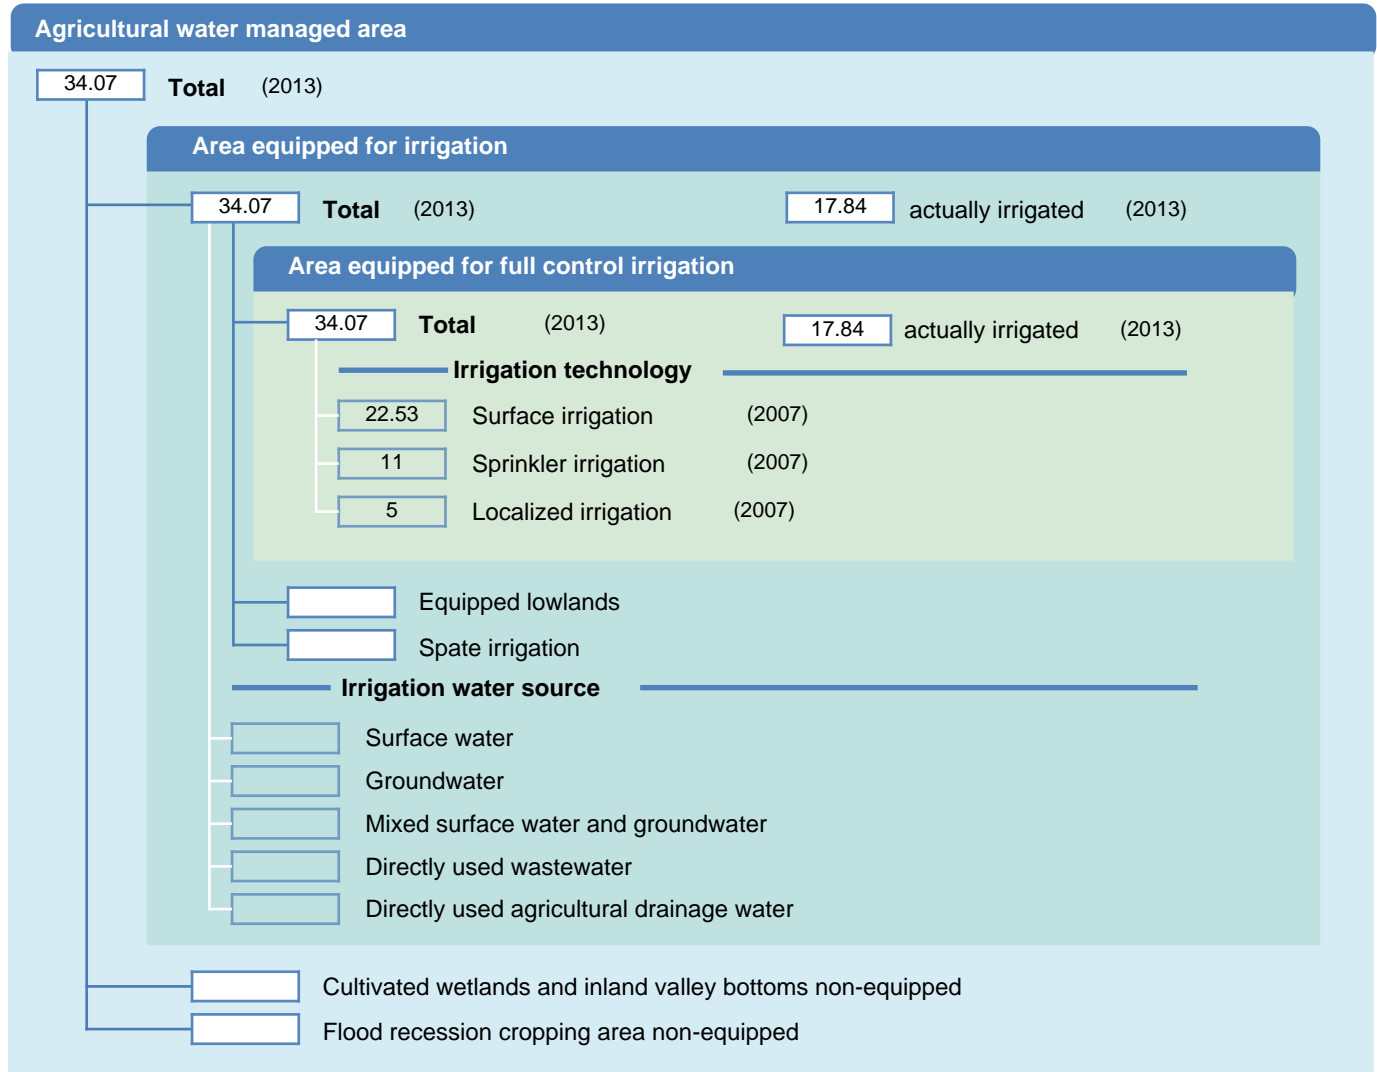 Agricultural water managed area
34.07 Total (2013)
Area equipped for irrigation
34.07 Total (2013) 17.84 actually irrigated (2013)
Area equipped for full control irrigation
34.07 Total (2013) 17.84 actually irrigated (2013)
Irrigation technology
22.53 Surface irrigation (2007)
11 Sprinkler irrigation (2007)
5 Localized irrigation (2007)
Equipped lowlands
Spate irrigation
Irrigation water source
Surface water
Groundwater
Mixed surface water and groundwater
Directly used wastewater
Directly used agricultural drainage water
Cultivated wetlands and inland valley bottoms non-equipped
Flood recession cropping area non-equipped